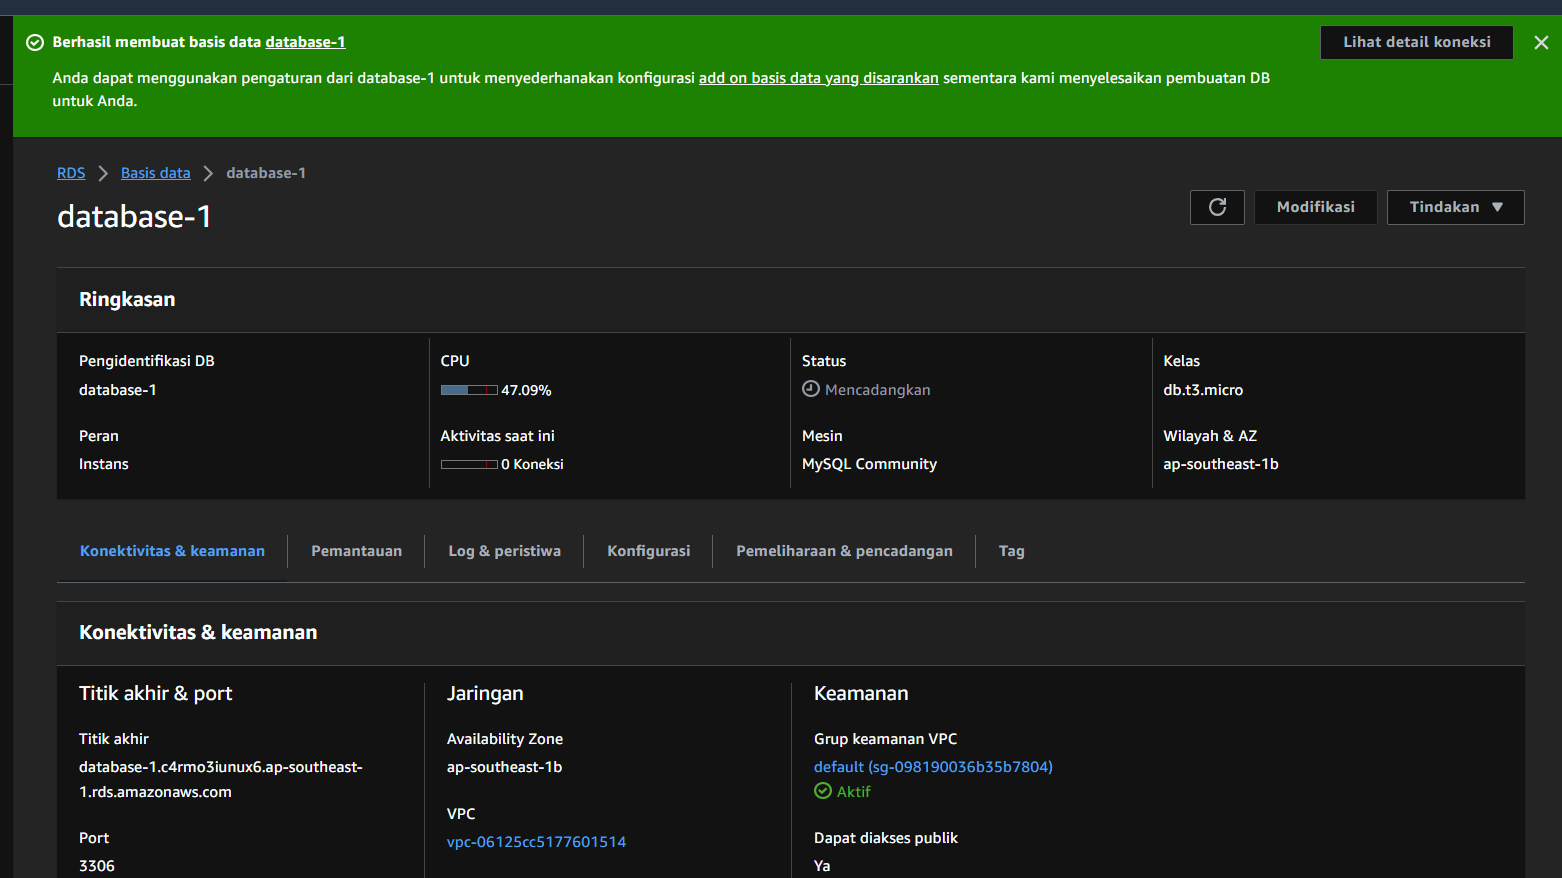 Berhasil membuat basis data database-1
Lihat detail koneksi
Anda dapat menggunakan pengaturan dari database-1 untuk menyederhanakan konfigurasi add on basis data yang disarankan sementara kami menyelesaikan pembuatan DB
untuk Anda.
RDS
Basis data
database-1
database-1
Modifikasi
Tindakan
Ringkasan
Pengidentifikasi DB
database-1
CPU
47.09%
Status
Mencadangkan
Kelas
db.t3.micro
Peran
Instans
Aktivitas saat ini
0 Koneksi
Mesin
MySQL Community
Wilayah & AZ
ap-southeast-1b
Konektivitas & keamanan
Pemantauan
Log & peristiwa
Konfigurasi
Pemeliharaan & pencadangan
Tag
Konektivitas & keamanan
Titik akhir & port
Titik akhir
database-1.c4rmo3iunux6.ap-southeast-
1.rds.amazonaws.com
Port
3306
Jaringan
Availability Zone
ap-southeast-1b
VPC
vpc-06125cc5177601514
Keamanan
Grup keamanan VPC
default (sg-098190036b35b7804)
Aktif
Dapat diakses publik
Ya